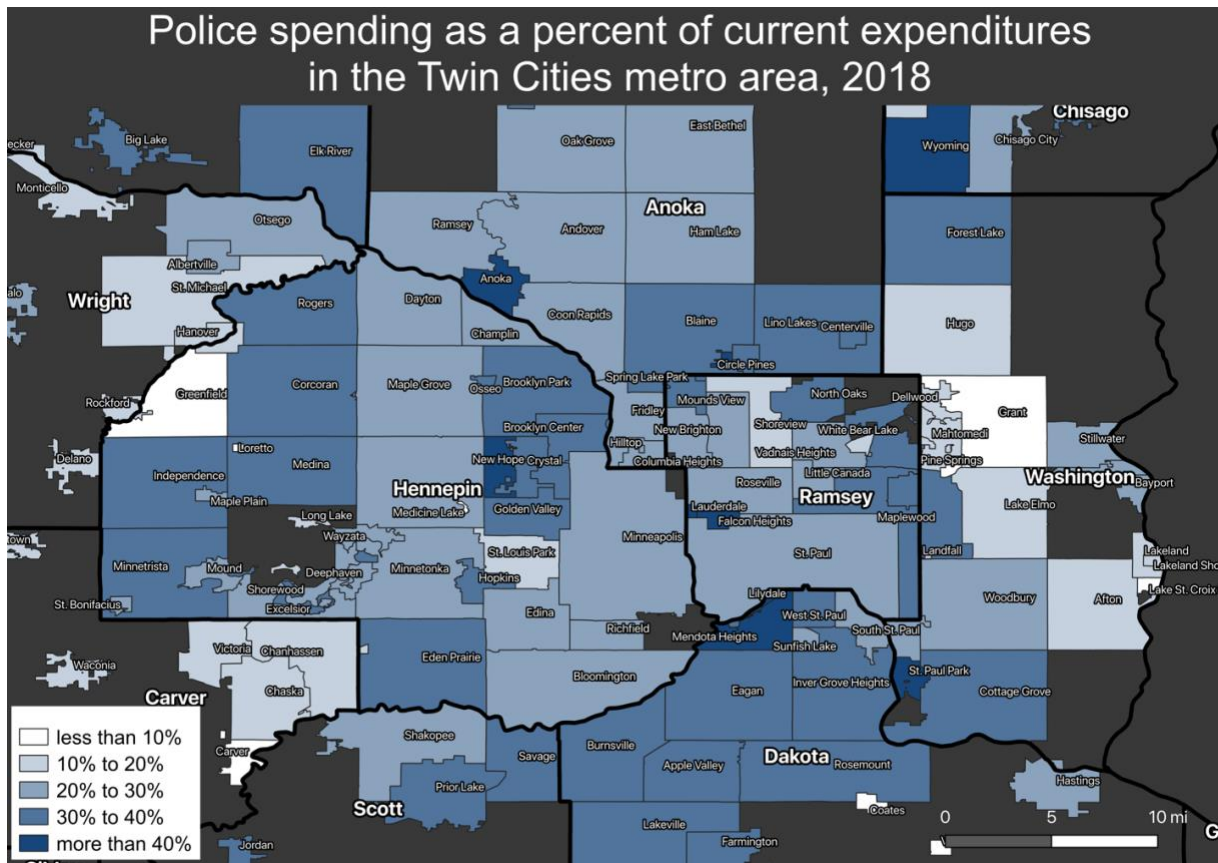 Police spending as a percent of current expenditures
in the Twin Cities metro area, 2018
Chisago
Big Lake
East Bethel
Oak Grove
Chisago City
Wyoming
ecker
Elk River
Monticello
Anoka
Otsego
Ramsey
Andover
Ham Lake
Forest Lake
Albertville
Anoka
St. Michael
alo
Wright
Rogers
Dayton
Coon Rapids
Blaine
Lino Lakes
Centerville
Hugo
Hanover
Champlin
Circle Pines
Spring Lake Park
Greenfield
Corcoran
Maple Grove
Osseo
Brooklyn Park
North Oaks
Dellwood
Rockford
Mounds View
Grant
Fridley
Shoreview
White Bear Lake
Brooklyn Center
New Brighton
Mahtomedi
Stillwater
Hilltop
Vadnais Heights
Delano
Loretto
Medina
New Hope
Crystal
Columbia Heights
Pine Springs
Independence
Little Canada
Washington
Hennepin
Roseville
Ramsey
Bayport
Maple Plain
Lauderdale
Lake Elmo
Long Lake
Medicine Lake
Golden Valley
Falcon Heights
Maplewood
town
Wayzata
Minneapolis
St. Louis Park
St. Paul
Landfall
Lakeland
Minnetrista
Mound
Deephaven
Minnetonka
Hopkins
Lakeland Sho
Shorewood
Lilydale
Woodbury
Afton
Lake St. Croix
St. Bonifacius
Excelsior
Edina
West St. Paul
Richfield
Mendota Heights
South St. Paul
Victoria
Chanhassen
Eden Prairie
Sunfish Lake
Waconia
Bloomington
St. Paul Park
Carver
Chaska
Eagan
Inver Grove Heights
Cottage Grove
less than 10%
10% to 20%
20% to 30%
30% to 40%
more than 40%
Carver
Shakopee
Savage
Burnsville
Apple Valley
Dakota
Rosemount
Hastings
Prior Lake
Scott
Coates
0 5 10 mi
Lakeville
Farmington
Jordan
G